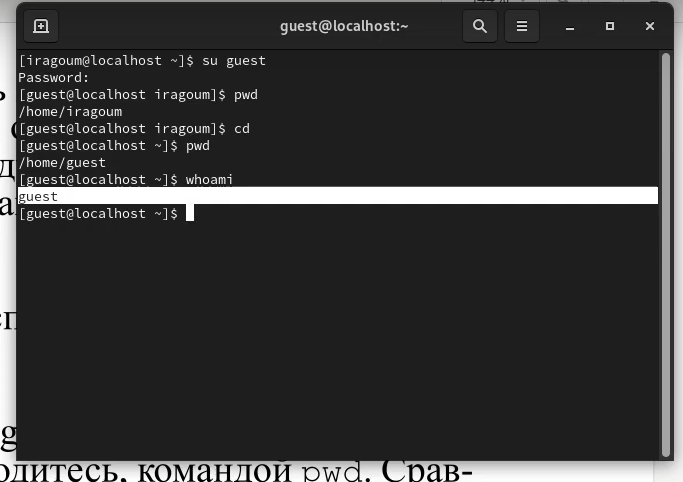 guest@localhost:~
[iragoum@localhost ~]$ su guest
Password:
[guest@localhost iragoum]$ pwd
/home/iragoum
[guest@localhost iragoum]$ cd
[guest@localhost ~]$ pwd
/home/guest
[guest@localhost ~]$ whoami
guest
[guest@localhost ~]$
командой pwd. Срав-